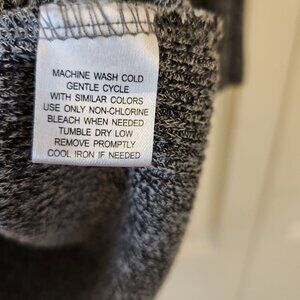 MACHINE WASH COLD
GENTLE CYCLE
WITH SIMILAR COLORS
USE ONLY NON-CHLORINE
BLEACH WHEN NEEDED
TUMBLE DRY LOW
REMOVE PROMPTLY
COOL IRON IF NEEDED